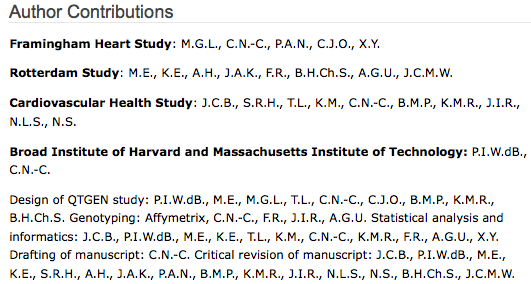 Author Contributions
Framingham Heart Study: M.G.L., C.N.-C., P.A.N., C.J.O., X.Y.
Rotterdam Study: M.E., K.E., A.H., J.A.K., F.R., B.H.Ch.S., A.G.U., J.C.M.W.
Cardiovascular Health Study: J.C.B., S.R.H., T.L., K.M., C.N.-C., B.M.P., K.M.R., J.I.R.,
N.L.S., N.S.
Broad Institute of Harvard and Massachusetts Institute of Technology: P.I.W.dB.,
C.N.-C.
Design of QTGEN study: P.I.W.dB., M.E., M.G.L., T.L., C.N.-C., C.J.O., B.M.P., K.M.R.,
B.H.Ch.S. Genotyping: Affymetrix, C.N.-C., F.R., J.I.R., A.G.U. Statistical analysis and
informatics: J.C.B., P.I.W.dB., M.E., K.E., T.L., K.M., C.N.-C., K.M.R., F.R., A.G.U., X.Y.
Drafting of manuscript: C.N.-C. Critical revision of manuscript: J.C.B., P.I.W.dB., M.E.,
K.E., S.R.H., A.H., J.A.K., P.A.N., B.M.P., K.M.R., J.I.R., N.L.S., N.S., B.H.Ch.S., J.C.M.W.